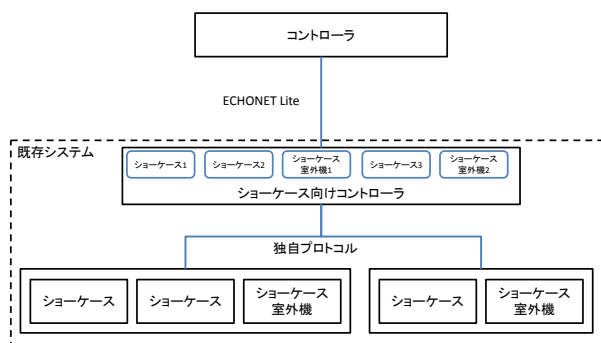 コントローラ
ECHONET Lite
既存システム
ショーケース1
ショーケース2
ショーケース
室外機1
ショーケース3
ショーケース
室外機2
ショーケース向けコントローラ
独自プロトコル
ショーケース
ショーケース
ショーケース
室外機
ショーケース
ショーケース
室外機